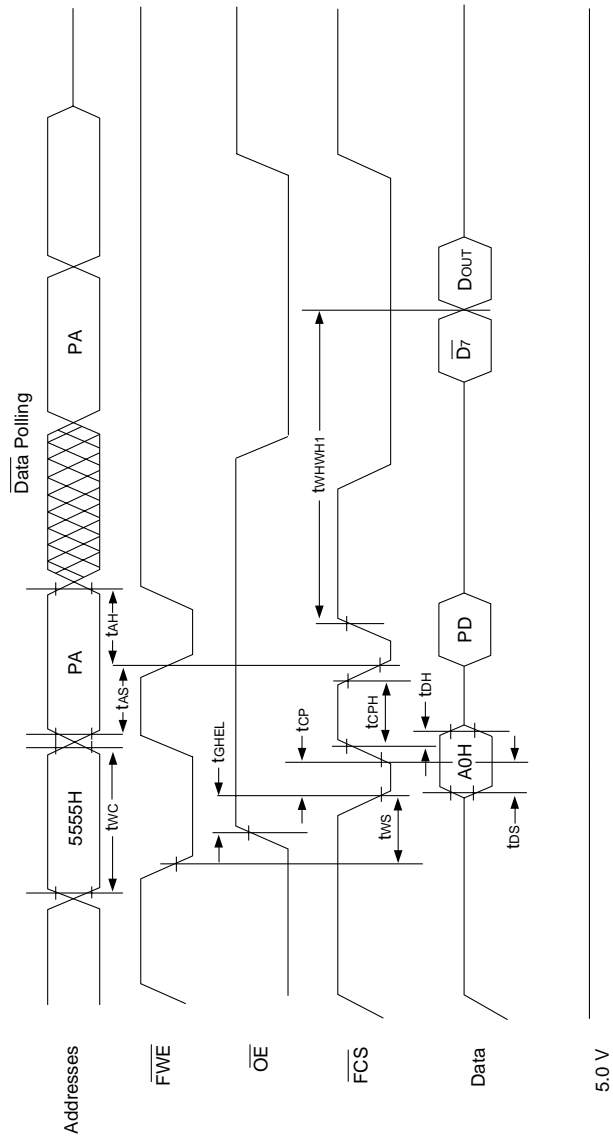 Data Polling
Addresses
5555H
PA
PA
tWC
tAS
tAH
FWE
OE
tGHEL
FCS
tWS
tCP
tCPH
tWHWH1
tDH
Data
A0H
PD
D7
DOUT
tDS
5.0 V